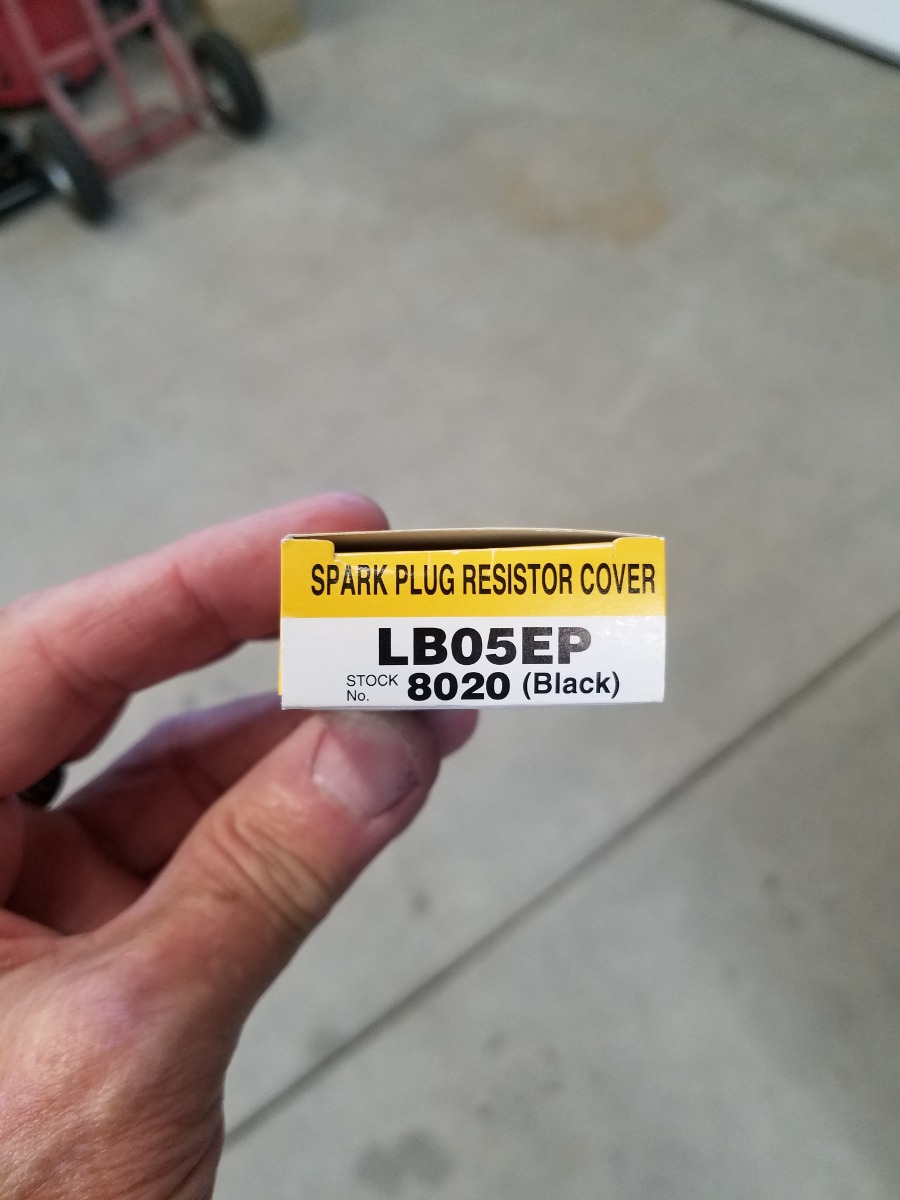 SPARK PLUG RESISTOR COVER
LB05EP
STOCK No. 8020 (Black)